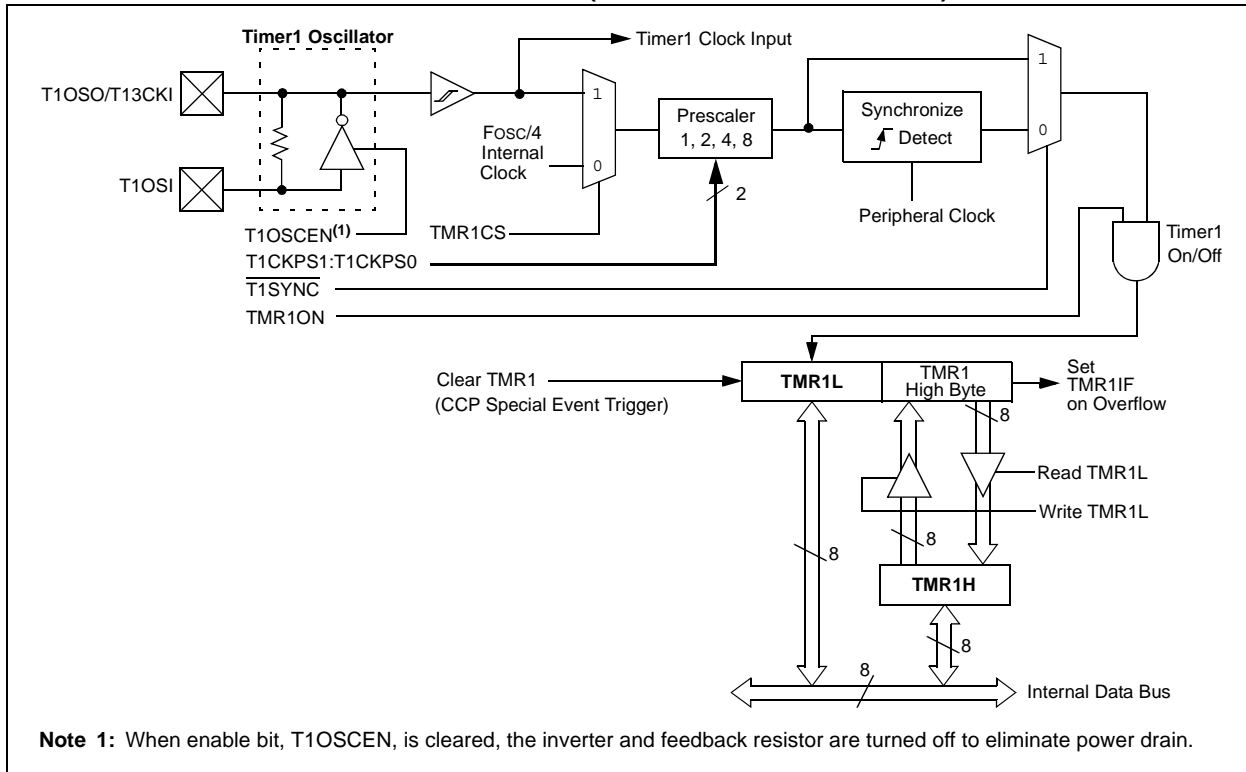 Timer1 Oscillator
Timer1 Clock Input
T1OSO/T13CKI
1
1
FOSC/4
Internal
Clock
0
Prescaler
1, 2, 4, 8
Synchronize
Detect
0
T1OSI
2
Peripheral Clock
T1OSCEN(1)
TMR1CS
Timer1
On/Off
T1CKPS1:T1CKPS0
T1SYNC
TMR1ON
Clear TMR1
(CCP Special Event Trigger)
TMR1L
TMR1
High Byte
Set
TMR1IF
on Overflow
8
Read TMR1L
Write TMR1L
8
8
TMR1H
8
8
Internal Data Bus
Note 1: When enable bit, T1OSCEN, is cleared, the inverter and feedback resistor are turned off to eliminate power drain.